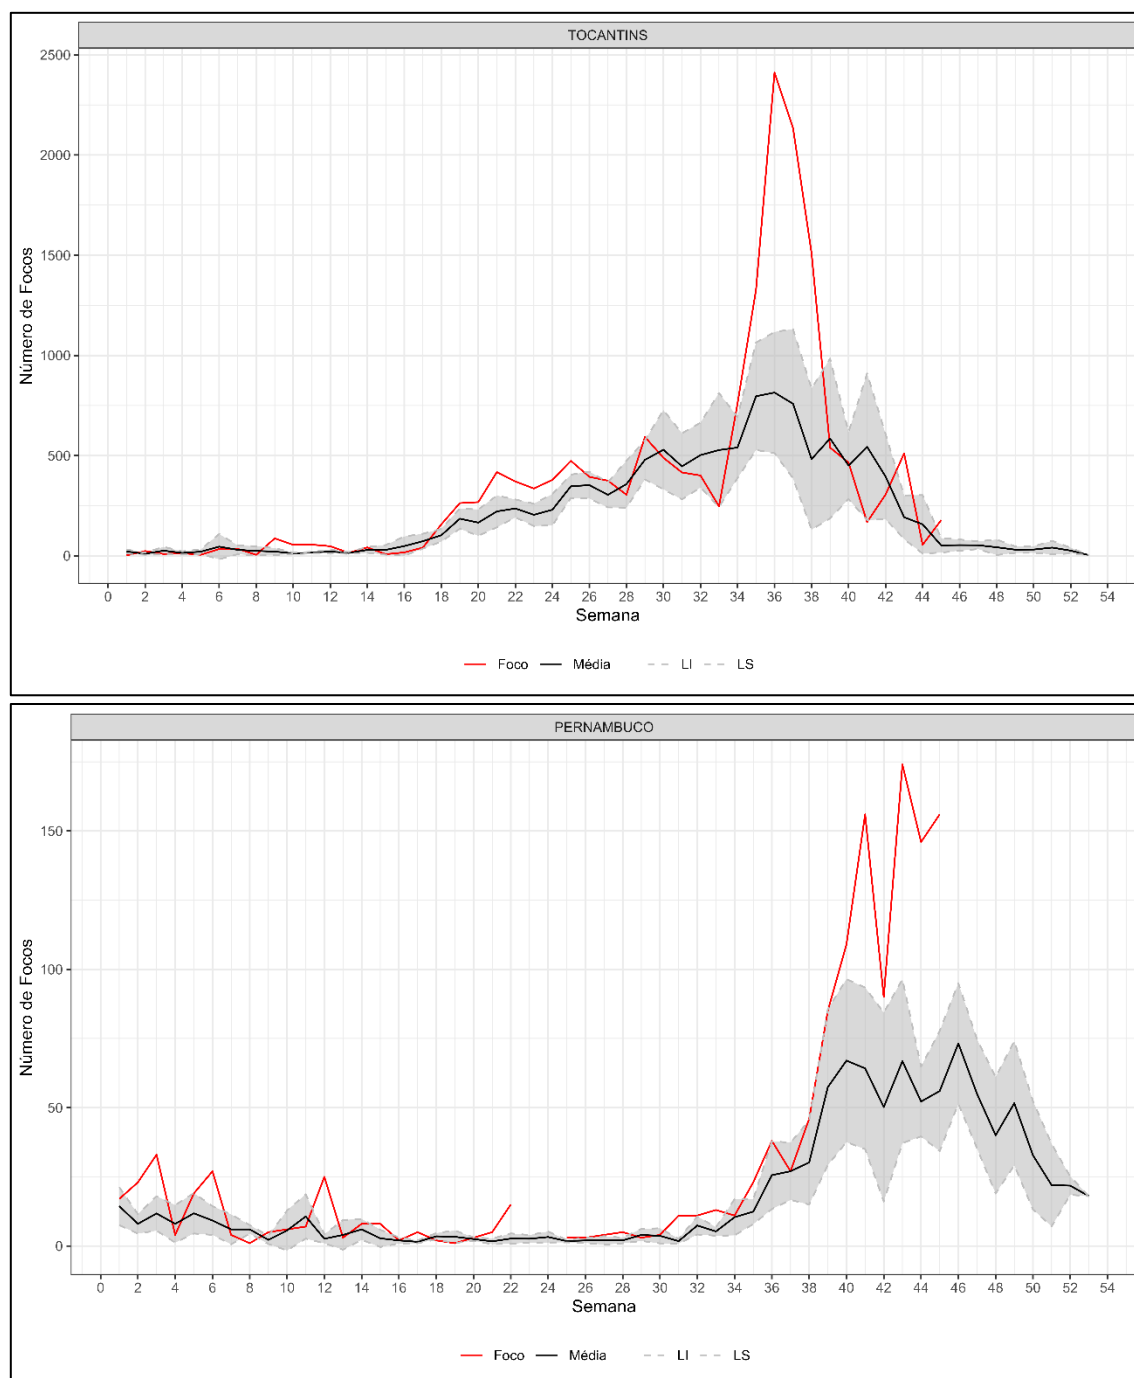 TOCANTINS
2500
2000
1500
1000
500
0
Número de Focos
0 2 4 6 8 10 12 14 16 18 20 22 24 26 28 30 32 34 36 38 40 42 44 46 48 50 52 54
Semana
Foco Média LI LS
PERNAMBUCO
150
100
50
0
Número de Focos
0 2 4 6 8 10 12 14 16 18 20 22 24 26 28 30 32 34 36 38 40 42 44 46 48 50 52 54
Semana
Foco Média LI LS